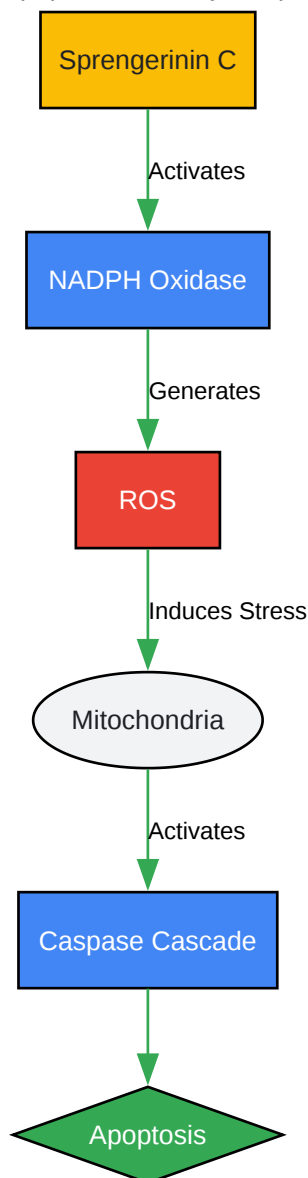 Sprengerinin C
Activates
NADPH Oxidase
Generates
ROS
Induces Stress
Mitochondria
Activates
Caspase Cascade
Apoptosis